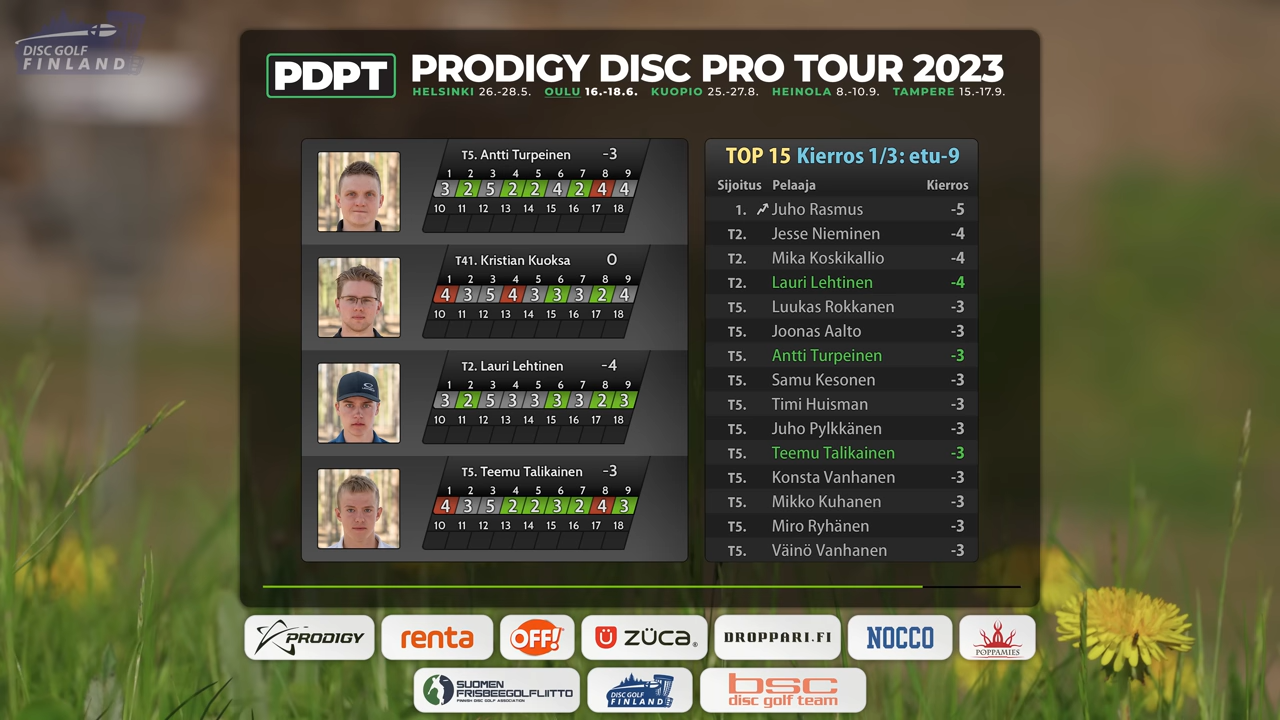 DISC GOLF
FINLAND
PDPT PRODIGY DISC PRO TOUR 2023
HELSINKI 26.-28.5. OULU 16.-18.6. KUOPIO 25.-27.8. HEINOLA 8.-10.9. TAMPERE 15.-17.9.
T5. Antti Turpeinen -3
1 2 3 4 5 6 7 8 9
3 2 5 2 2 4 2 4 4
10 11 12 13 14 15 16 17 18
T41. Kristian Kuoksa 0
1 2 3 4 5 6 7 8 9
4 3 5 4 3 3 3 2 4
10 11 12 13 14 15 16 17 18
T2. Lauri Lehtinen -4
1 2 3 4 5 6 7 8 9
3 2 5 3 3 3 3 2 3
10 11 12 13 14 15 16 17 18
T5. Teemu Talikainen -3
1 2 3 4 5 6 7 8 9
4 3 5 2 2 3 2 4 3
10 11 12 13 14 15 16 17 18
TOP 15 Kierros 1/3: etu-9
Sijoitus Pelaaja Kierros
1. Juho Rasmus -5
T2. Jesse Nieminen -4
T2. Mika Koskikallio -4
T2. Lauri Lehtinen -4
T5. Luukas Rokkanen -3
T5. Joonas Aalto -3
T5. Antti Turpeinen -3
T5. Samu Kesonen -3
T5. Timi Huisman -3
T5. Juho Pylkkänen -3
T5. Teemu Talikainen -3
T5. Konsta Vanhanen -3
T5. Mikko Kuhanen -3
T5. Miro Ryhänen -3
T5. Väinö Vanhanen -3
PRODIGY renta OFF! ZÜCA® DROPPARI.FI NOCCO POPPAMIES
SUOMEN
FRISBEEGOLFLIITTO
FINNISH DISC GOLF ASSOCIATION
DISC GOLF
FINLAND
bsc
disc golf team